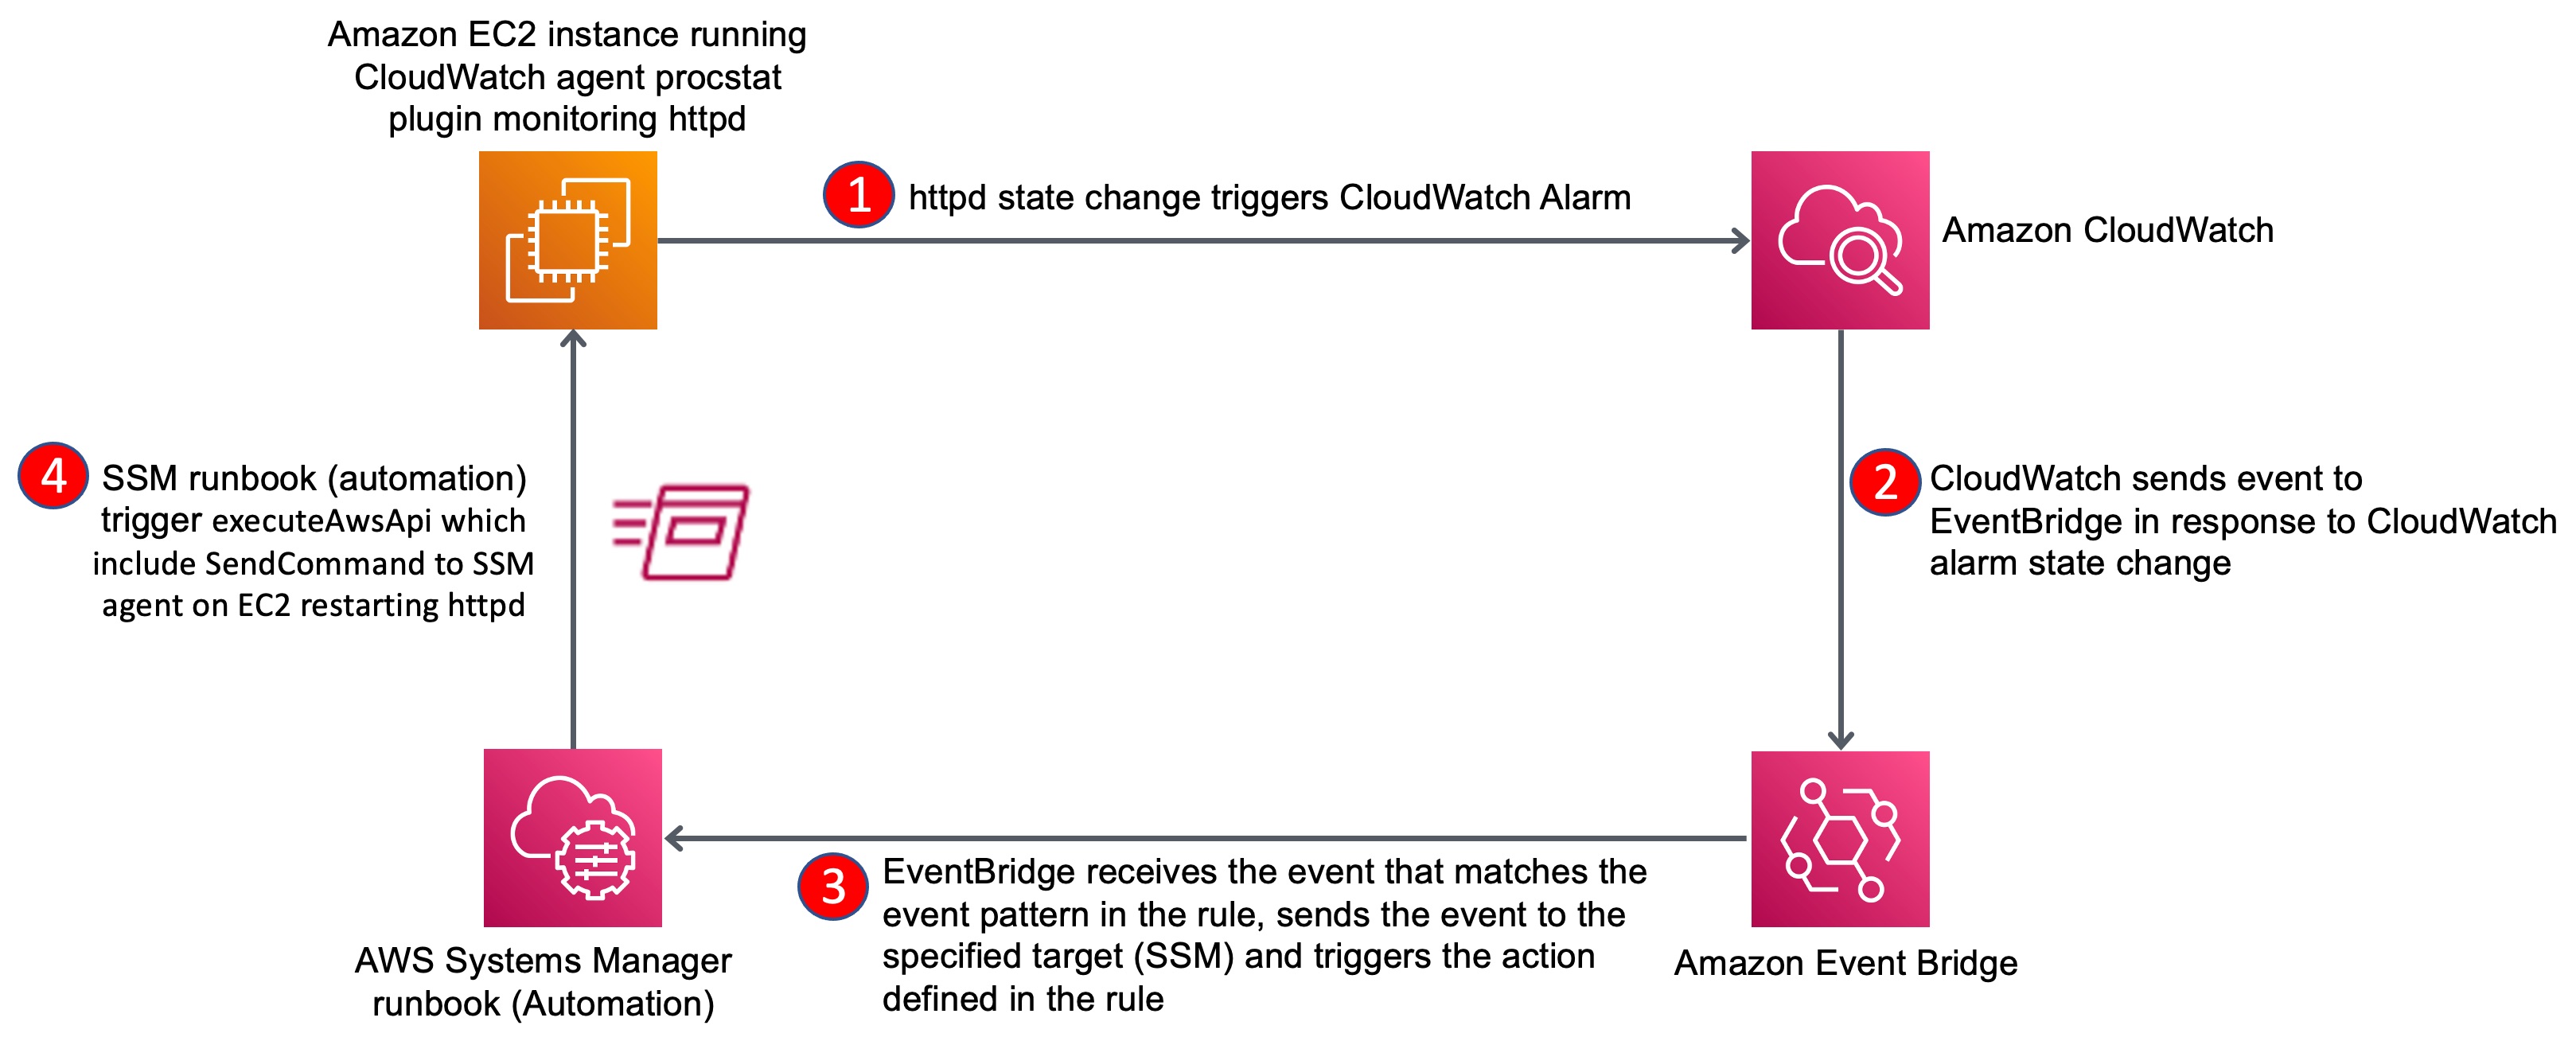 Amazon EC2 instance running
CloudWatch agent procstat
plugin monitoring httpd
1
httpd state change triggers CloudWatch Alarm
Amazon CloudWatch
2
CloudWatch sends event to
EventBridge in response to CloudWatch
alarm state change
4
SSM runbook (automation)
trigger executeAwsApi which
include SendCommand to SSM
agent on EC2 restarting httpd
3
EventBridge receives the event that matches the
event pattern in the rule, sends the event to the
specified target (SSM) and triggers the action
defined in the rule
Amazon Event Bridge
AWS Systems Manager
runbook (Automation)